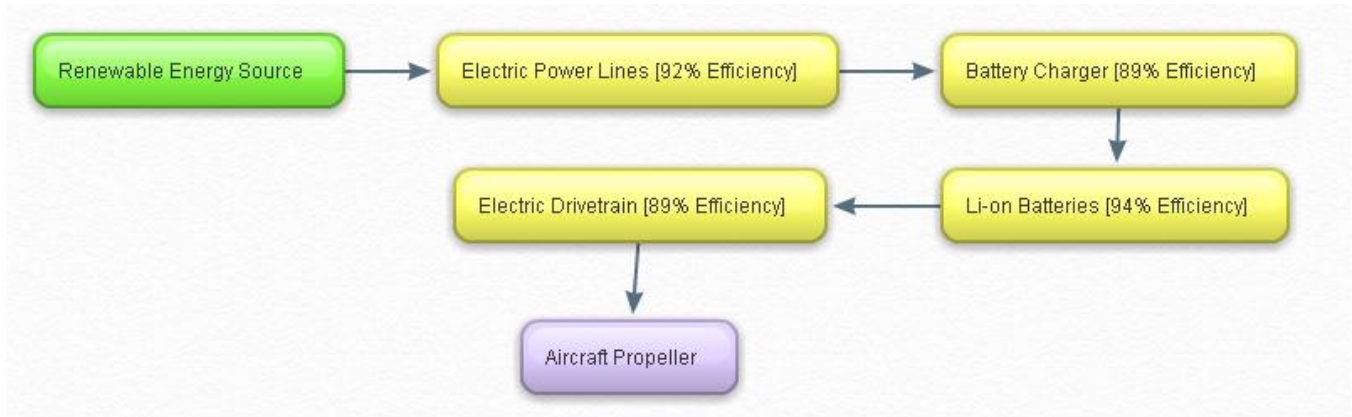 Renewable Energy Source
Electric Power Lines [92% Efficiency]
Battery Charger [89% Efficiency]
Li-on Batteries [94% Efficiency]
Electric Drivetrain [89% Efficiency]
Aircraft Propeller